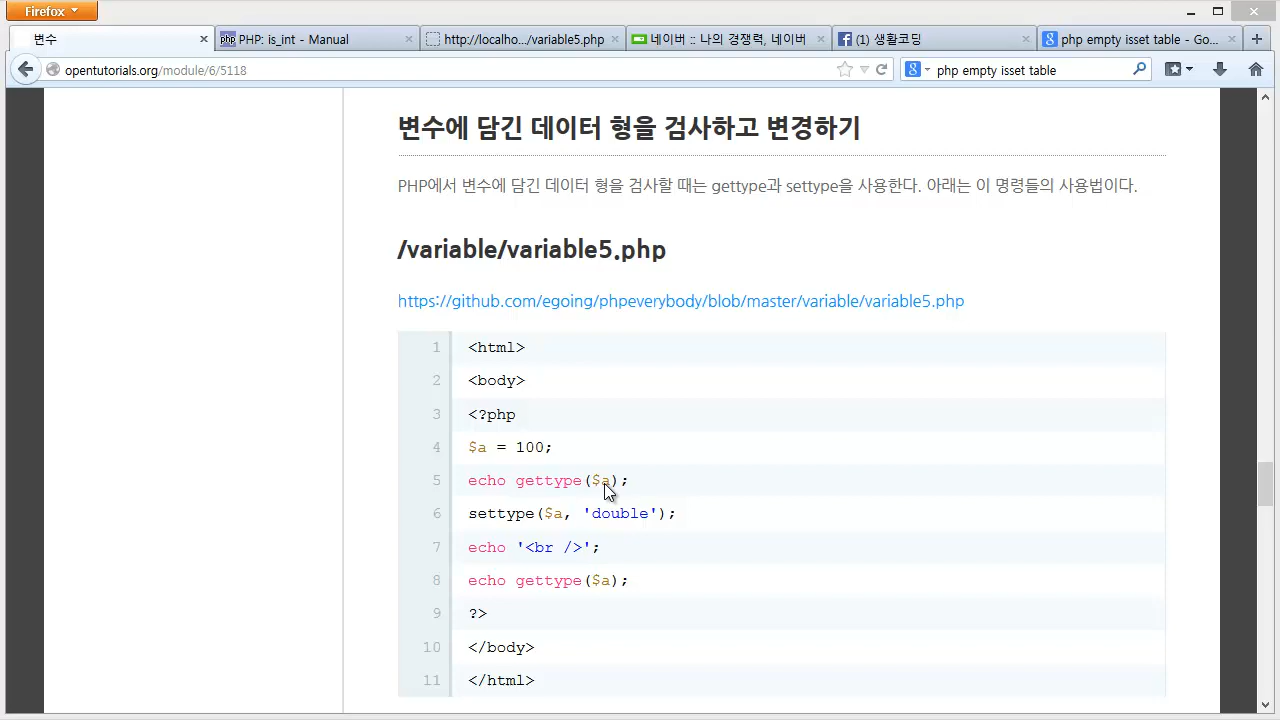 Firefox
변수
php PHP: is_int - Manual
http://localho.../variable5.php
네이버 :: 나의 경쟁력, 네이버
(1) 생활코딩
php empty isset table - Go...
opentutorials.org/module/6/5118
php empty isset table
변수에 담긴 데이터 형을 검사하고 변경하기
PHP에서 변수에 담긴 데이터 형을 검사할 때는 gettype과 settype을 사용한다. 아래는 이 명령들의 사용법이다.
/variable/variable5.php
https://github.com/egoing/phpeverybody/blob/master/variable/variable5.php
1 <html>
2 <body>
3 <?php
4 $a = 100;
5 echo gettype($a);
6 settype($a, 'double');
7 echo '<br />';
8 echo gettype($a);
9 ?>
10 </body>
11 </html>